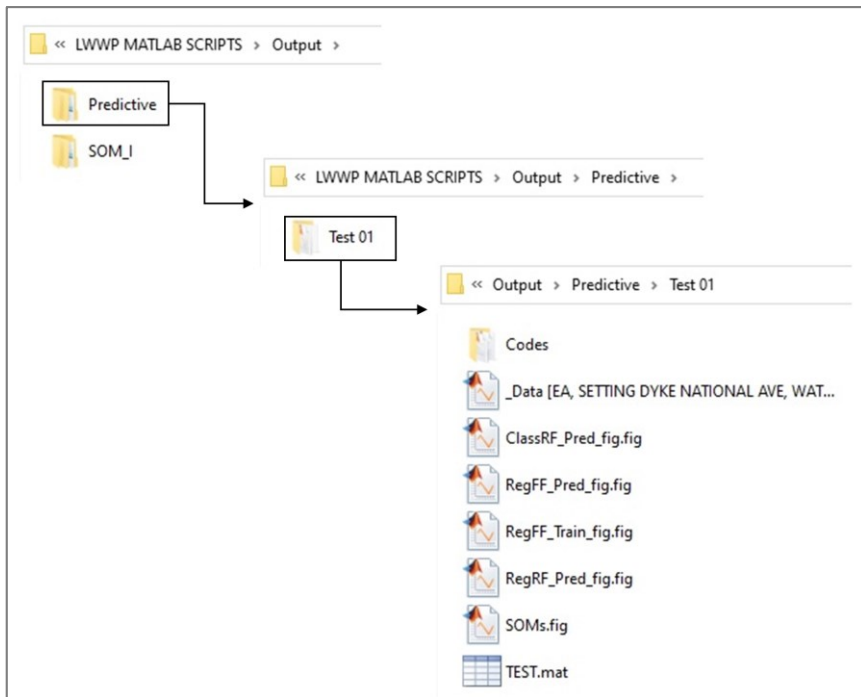 « LWWP MATLAB SCRIPTS > Output >
Predictive
SOM_I
« LWWP MATLAB SCRIPTS > Output > Predictive >
Test 01
« Output > Predictive > Test 01
Codes
_Data [EA, SETTING DYKE NATIONAL AVE, WAT...
ClassRF_Pred_fig.fig
RegFF_Pred_fig.fig
RegFF_Train_fig.fig
RegRF_Pred_fig.fig
SOMs.fig
TEST.mat